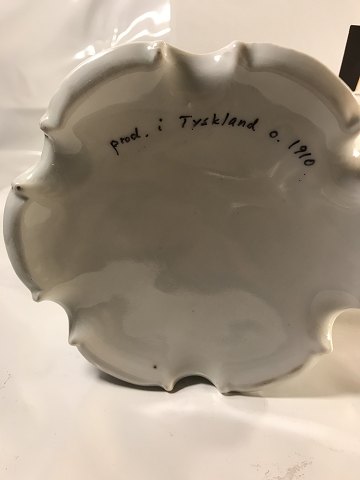 prod. i Tyskland o. 1910.